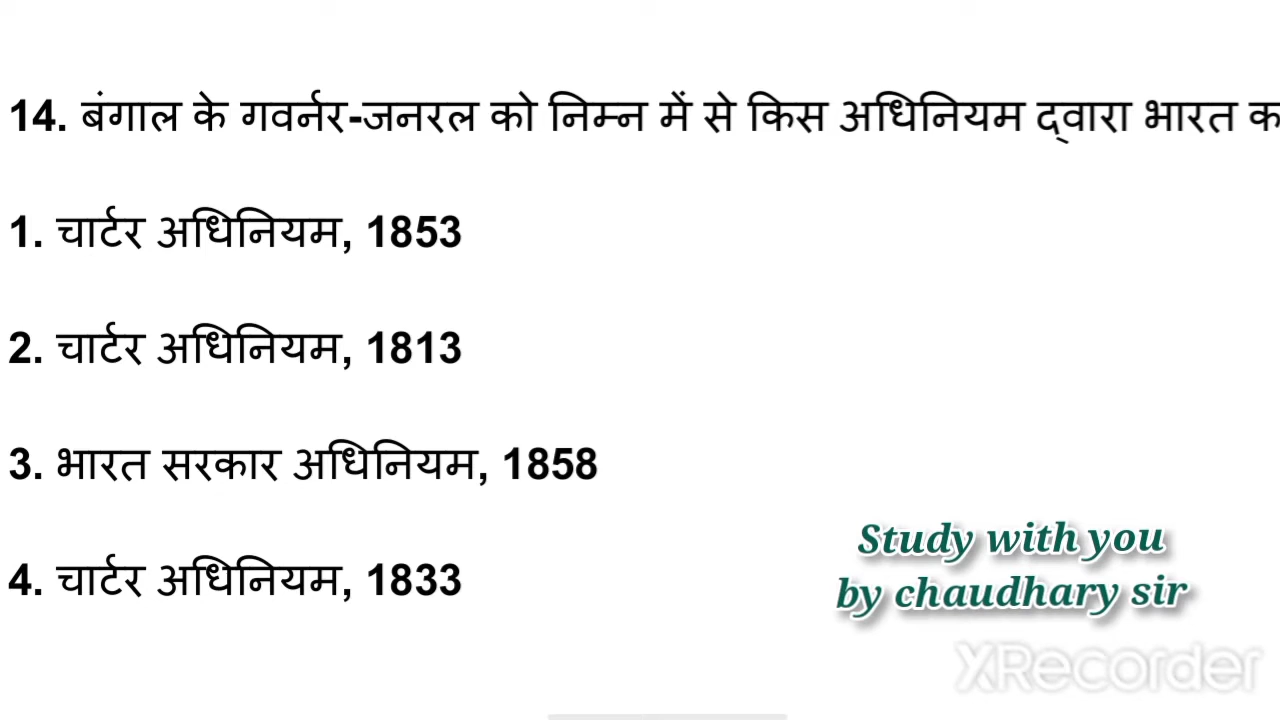 14. बंगाल के गवर्नर-जनरल को निम्न में से किस अधिनियम द्वारा भारत क
1. चार्टर अधिनियम, 1853
2. चार्टर अधिनियम, 1813
3. भारत सरकार अधिनियम, 1858
4. चार्टर अधिनियम, 1833
Study with you
by chaudhary sir
XRecorder